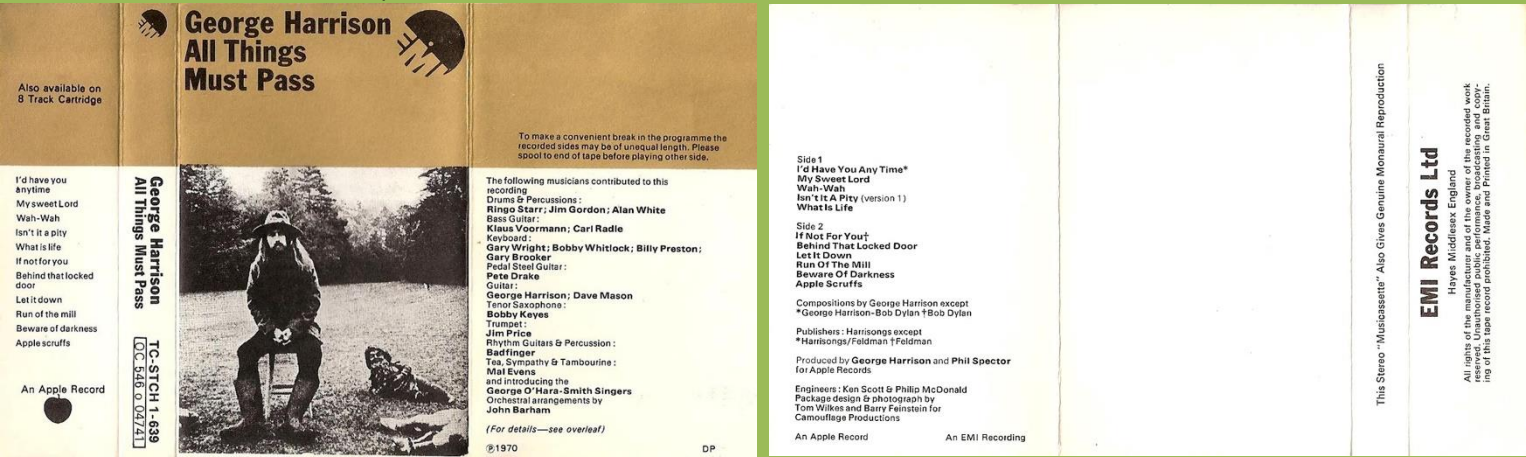 Also available on
8 Track Cartridge
I'd have you
anytime
My sweet Lord
Wah-Wah
Isn't it a pity
What is life
If not for you
Behind that locked
door
Let it down
Run of the mill
Beware of darkness
Apple scruffs
An Apple Record
EMI
George Harrison
All Things Must Pass
TC-STCH 1-639
OC 546 o 04741
George Harrison
All Things
Must Pass
EMI
To make a convenient break in the programme the
recorded sides may be of unequal length. Please
spool to end of tape before playing other side.
The following musicians contributed to this
recording
Drums & Percussions :
Ringo Starr; Jim Gordon; Alan White
Bass Guitar :
Klaus Voormann; Carl Radle
Keyboard :
Gary Wright; Bobby Whitlock; Billy Preston;
Gary Brooker
Pedal Steel Guitar :
Pete Drake
Guitar :
George Harrison; Dave Mason
Tenor Saxophone :
Bobby Keyes
Trumpet :
Jim Price
Rhythm Guitars & Percussion :
Badfinger
Tea, Sympathy & Tambourine :
Mal Evens
and introducing the
George O'Hara-Smith Singers
Orchestral arrangements by
John Barham
(For details—see overleaf)
℗1970
DP
Side 1
I'd Have You Any Time*
My Sweet Lord
Wah-Wah
Isn't It A Pity (version 1)
What Is Life
Side 2
If Not For You†
Behind That Locked Door
Let It Down
Run Of The Mill
Beware Of Darkness
Apple Scruffs
Compositions by George Harrison except
*George Harrison-Bob Dylan †Bob Dylan
Publishers : Harrisongs except
*Harrisongs/Feldman †Feldman
Produced by George Harrison and Phil Spector
for Apple Records
Engineers : Ken Scott & Philip McDonald
Package design & photograph by
Tom Wilkes and Barry Feinstein for
Camouflage Productions
An Apple Record
An EMI Recording
This Stereo "Musicassette" Also Gives Genuine Monaural Reproduction
EMI Records Ltd
Hayes Middlesex England
All rights of the manufacturer and of the owner of the recorded work
reserved. Unauthorised public performance, broadcasting and copy-
ing of this tape record prohibited. Made and Printed in Great Britain.